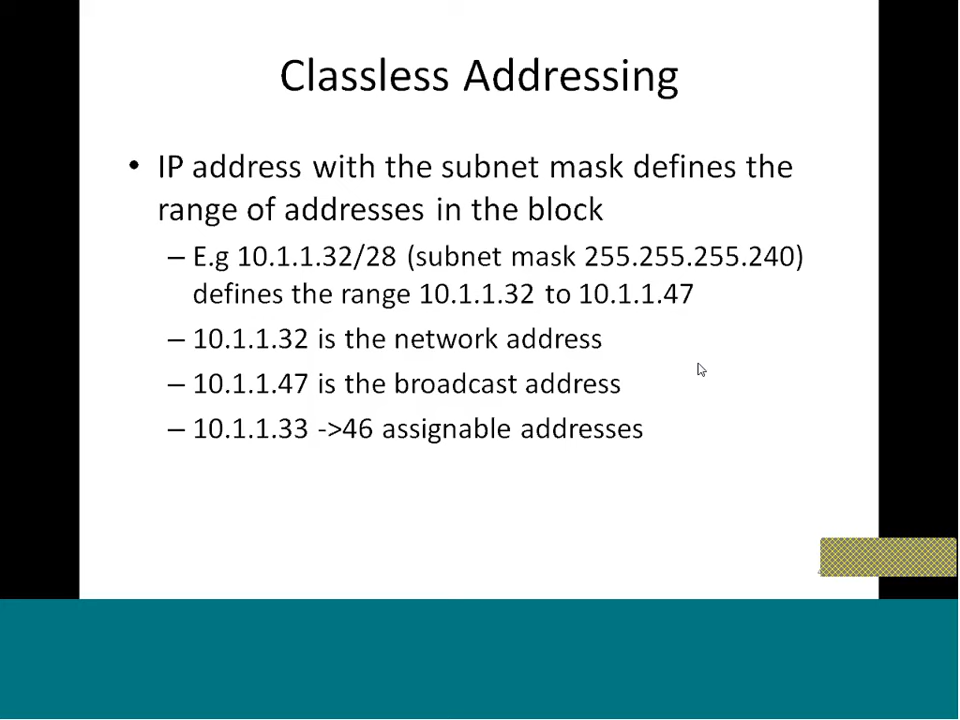 Classless Addressing
• IP address with the subnet mask defines the
range of addresses in the block
– E.g 10.1.1.32/28 (subnet mask 255.255.255.240)
defines the range 10.1.1.32 to 10.1.1.47
– 10.1.1.32 is the network address
– 10.1.1.47 is the broadcast address
– 10.1.1.33 ->46 assignable addresses